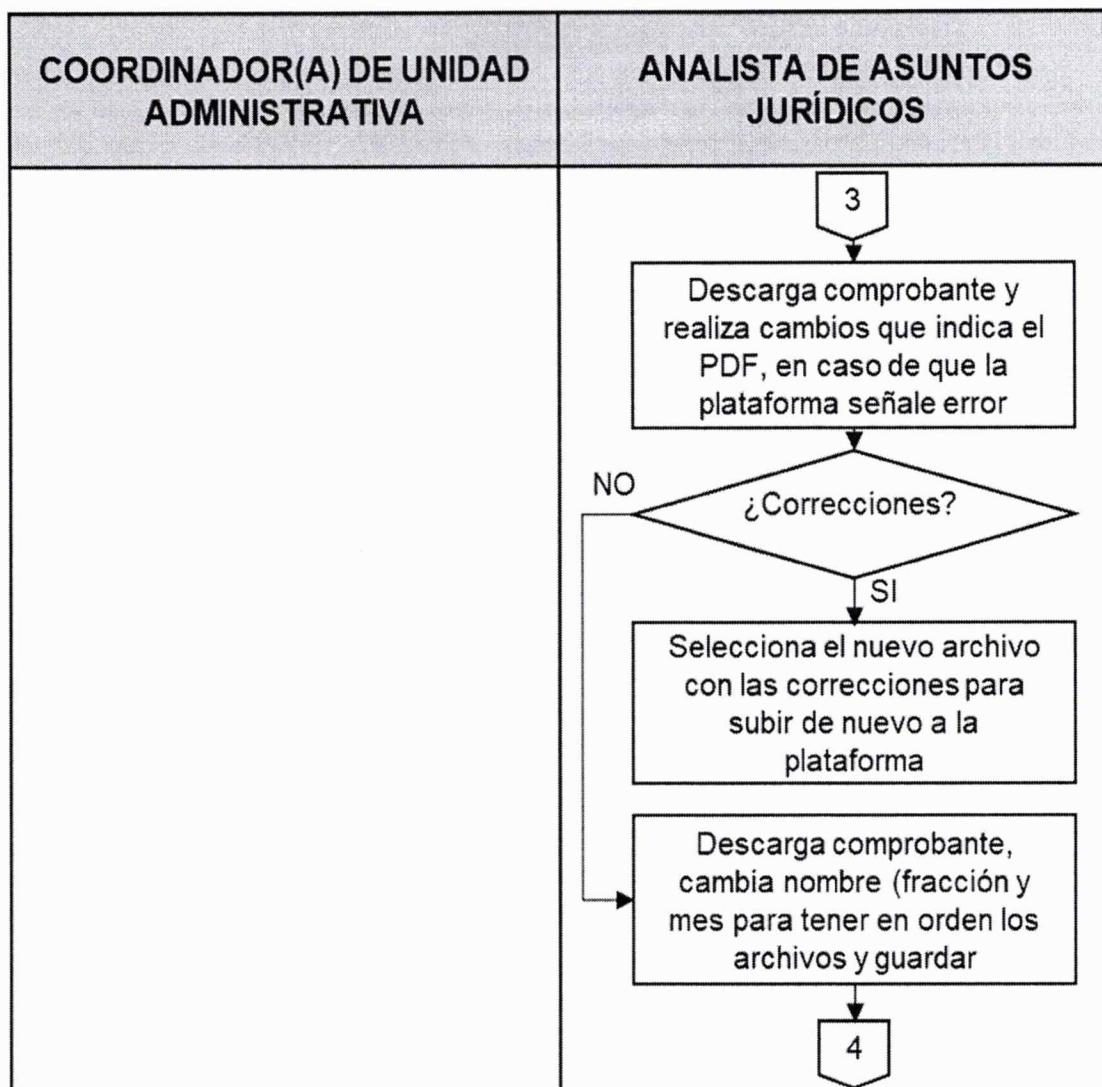 COORDINADOR(A) DE UNIDAD
ADMINISTRATIVA
ANALISTA DE ASUNTOS
JURÍDICOS
3
Descarga comprobante y
realiza cambios que indica el
PDF, en caso de que la
plataforma señale error
¿Correcciones?
NO
SI
Selecciona el nuevo archivo
con las correcciones para
subir de nuevo a la
plataforma
Descarga comprobante,
cambia nombre (fracción y
mes para tener en orden los
archivos y guardar
4